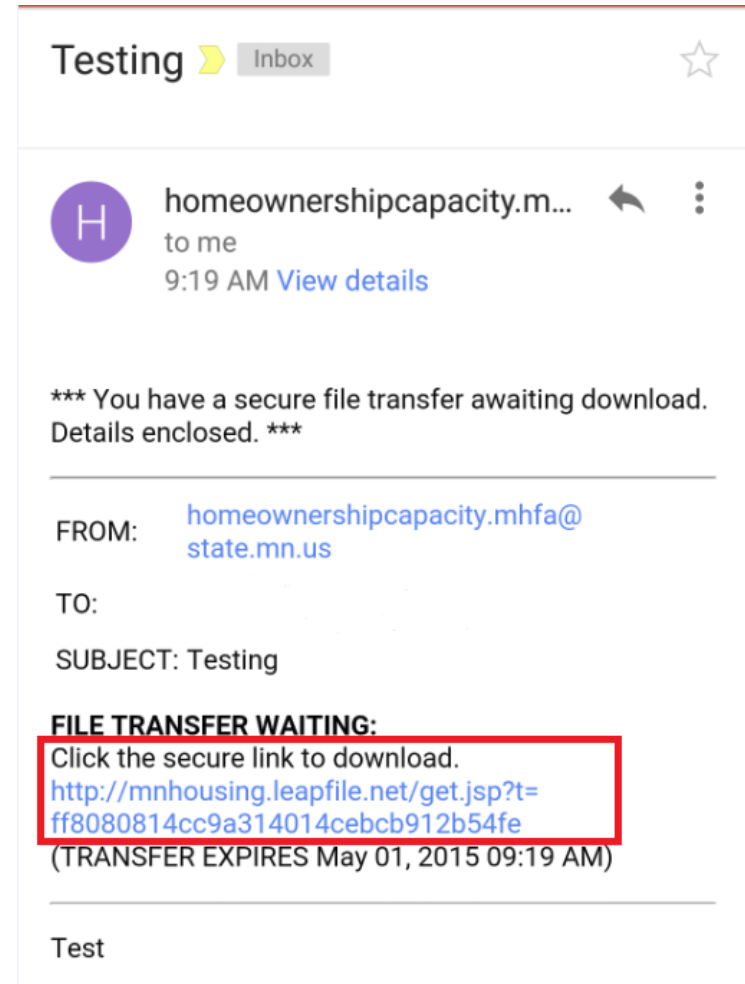 Testing Inbox
H
homeownershipcapacity.m...
to me
9:19 AM View details
*** You have a secure file transfer awaiting download.
Details enclosed. ***
FROM: homeownershipcapacity.mhfa@
state.mn.us
TO:
SUBJECT: Testing
FILE TRANSFER WAITING:
Click the secure link to download.
http://mnhousing.leapfile.net/get.jsp?t=
ff8080814cc9a314014cebcb912b54fe
(TRANSFER EXPIRES May 01, 2015 09:19 AM)
Test